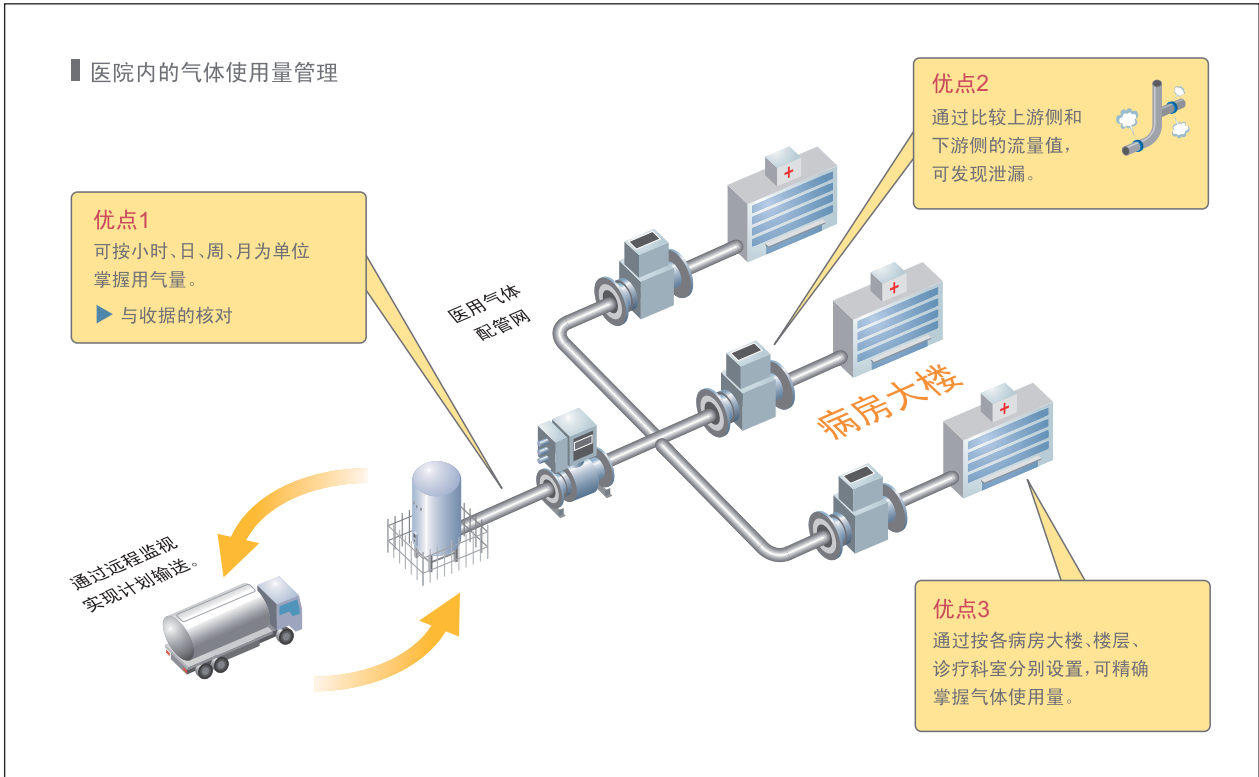 医院内的气体使用量管理
优点1
可按小时、日、周、月为单位
掌握用气量。
与收据的核对
优点2
通过比较上游侧和
下游侧的流量值,
可发现泄漏。
医用气体
配管网
病房大楼
通过远程监视
实现计划输送。
优点3
通过按各病房大楼、楼层、
诊疗科室分别设置,可精确
掌握气体使用量。